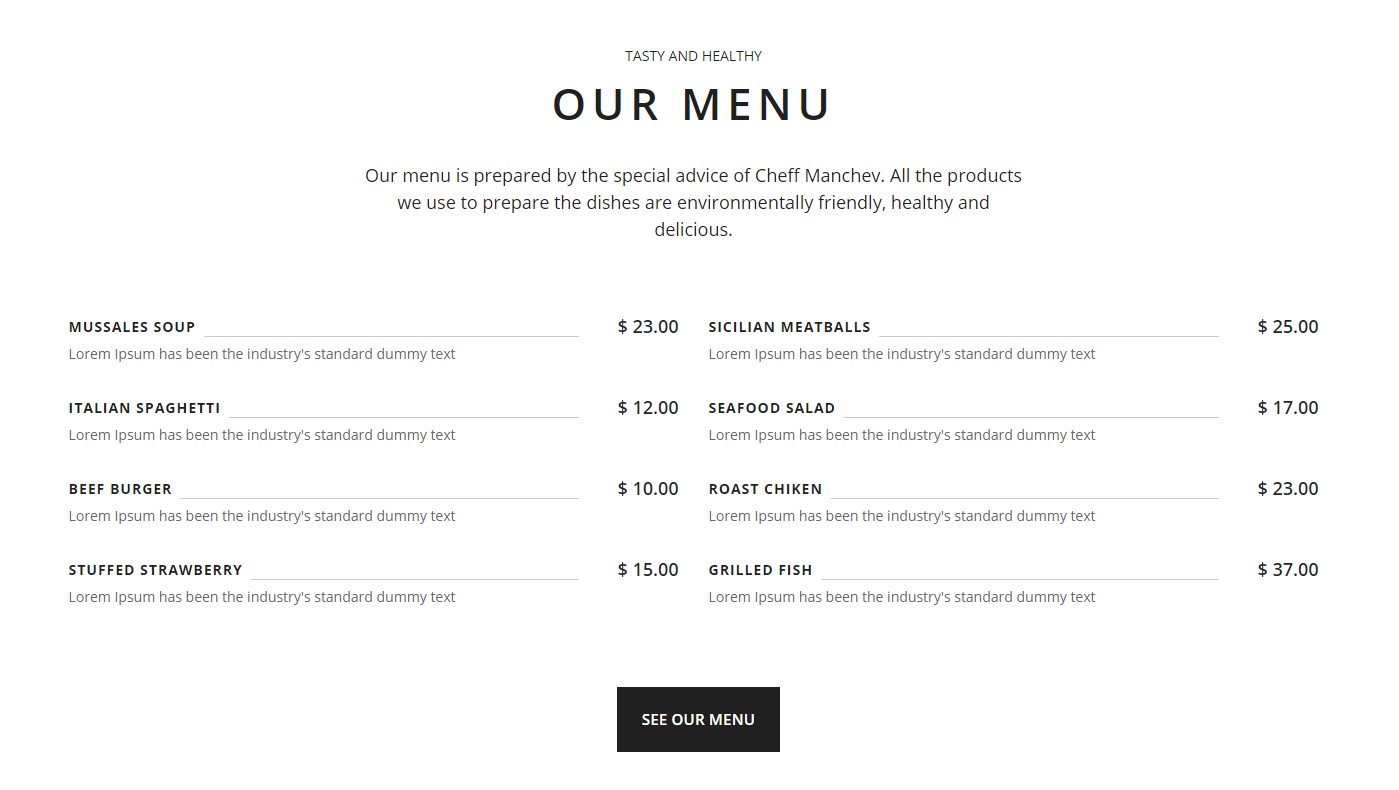 TASTY AND HEALTHY
OUR MENU
Our menu is prepared by the special advice of Cheff Manchev. All the products
we use to prepare the dishes are environmentally friendly, healthy and
delicious.
MUSSALES SOUP $ 23.00
Lorem Ipsum has been the industry's standard dummy text
ITALIAN SPAGHETTI $ 12.00
Lorem Ipsum has been the industry's standard dummy text
BEEF BURGER $ 10.00
Lorem Ipsum has been the industry's standard dummy text
STUFFED STRAWBERRY $ 15.00
Lorem Ipsum has been the industry's standard dummy text
SICILIAN MEATBALLS $ 25.00
Lorem Ipsum has been the industry's standard dummy text
SEAFOOD SALAD $ 17.00
Lorem Ipsum has been the industry's standard dummy text
ROAST CHIKEN $ 23.00
Lorem Ipsum has been the industry's standard dummy text
GRILLED FISH $ 37.00
Lorem Ipsum has been the industry's standard dummy text
SEE OUR MENU